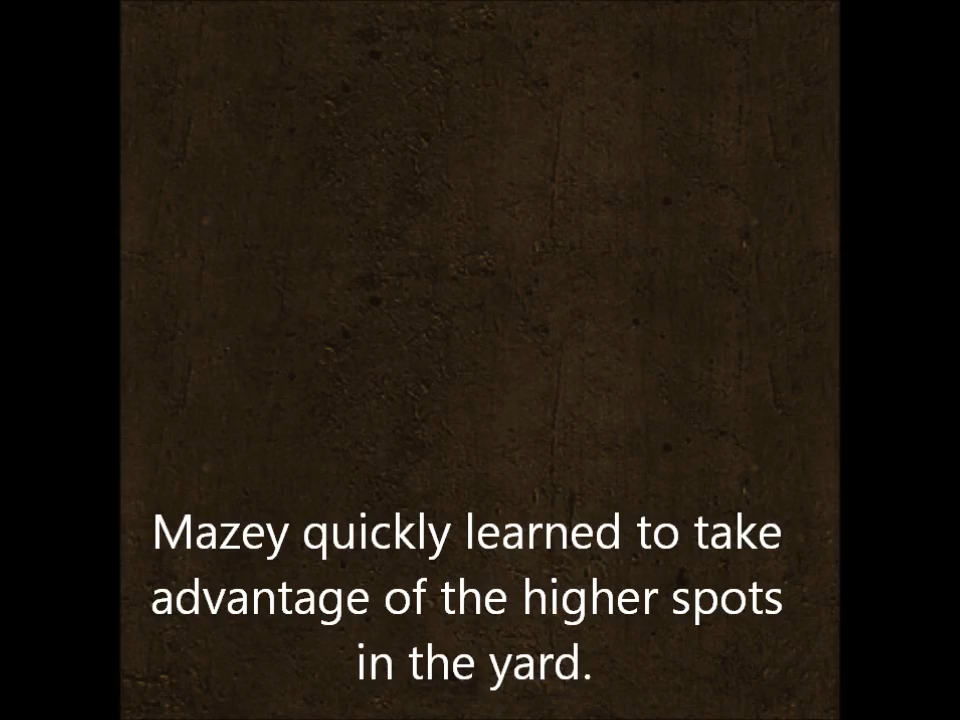 Mazey quickly learned to take
advantage of the higher spots
in the yard.